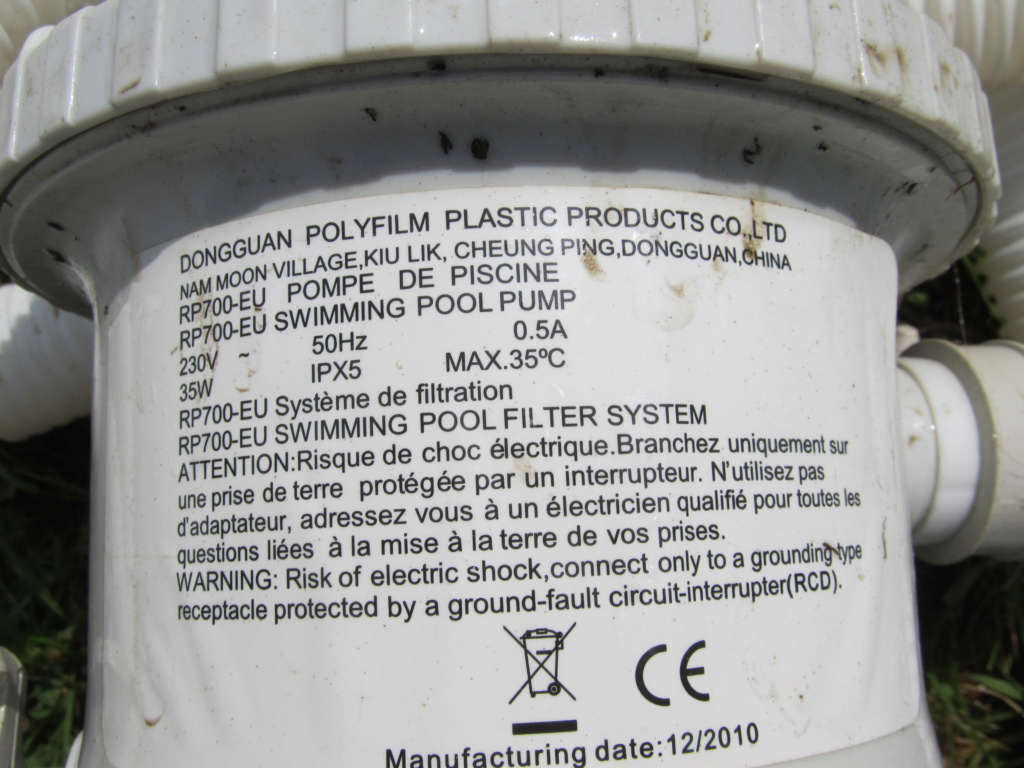 DONGGUAN POLYFILM PLASTIC PRODUCTS CO.,LTD
NAM MOON VILLAGE,KIU LIK, CHEUNG PING,DONGGUAN,CHINA
RP700-EU POMPE DE PISCINE
RP700-EU SWIMMING POOL PUMP
230V ~ 50Hz 0.5A
35W IPX5 MAX.35ºC
RP700-EU Système de filtration
RP700-EU SWIMMING POOL FILTER SYSTEM
ATTENTION:Risque de choc électrique.Branchez uniquement sur
une prise de terre protégée par un interrupteur. N'utilisez pas
d'adaptateur, adressez vous à un électricien qualifié pour toutes les
questions liées à la mise à la terre de vos prises.
WARNING: Risk of electric shock,connect only to a grounding type
receptacle protected by a ground-fault circuit-interrupter(RCD).
CE
Manufacturing date:12/2010